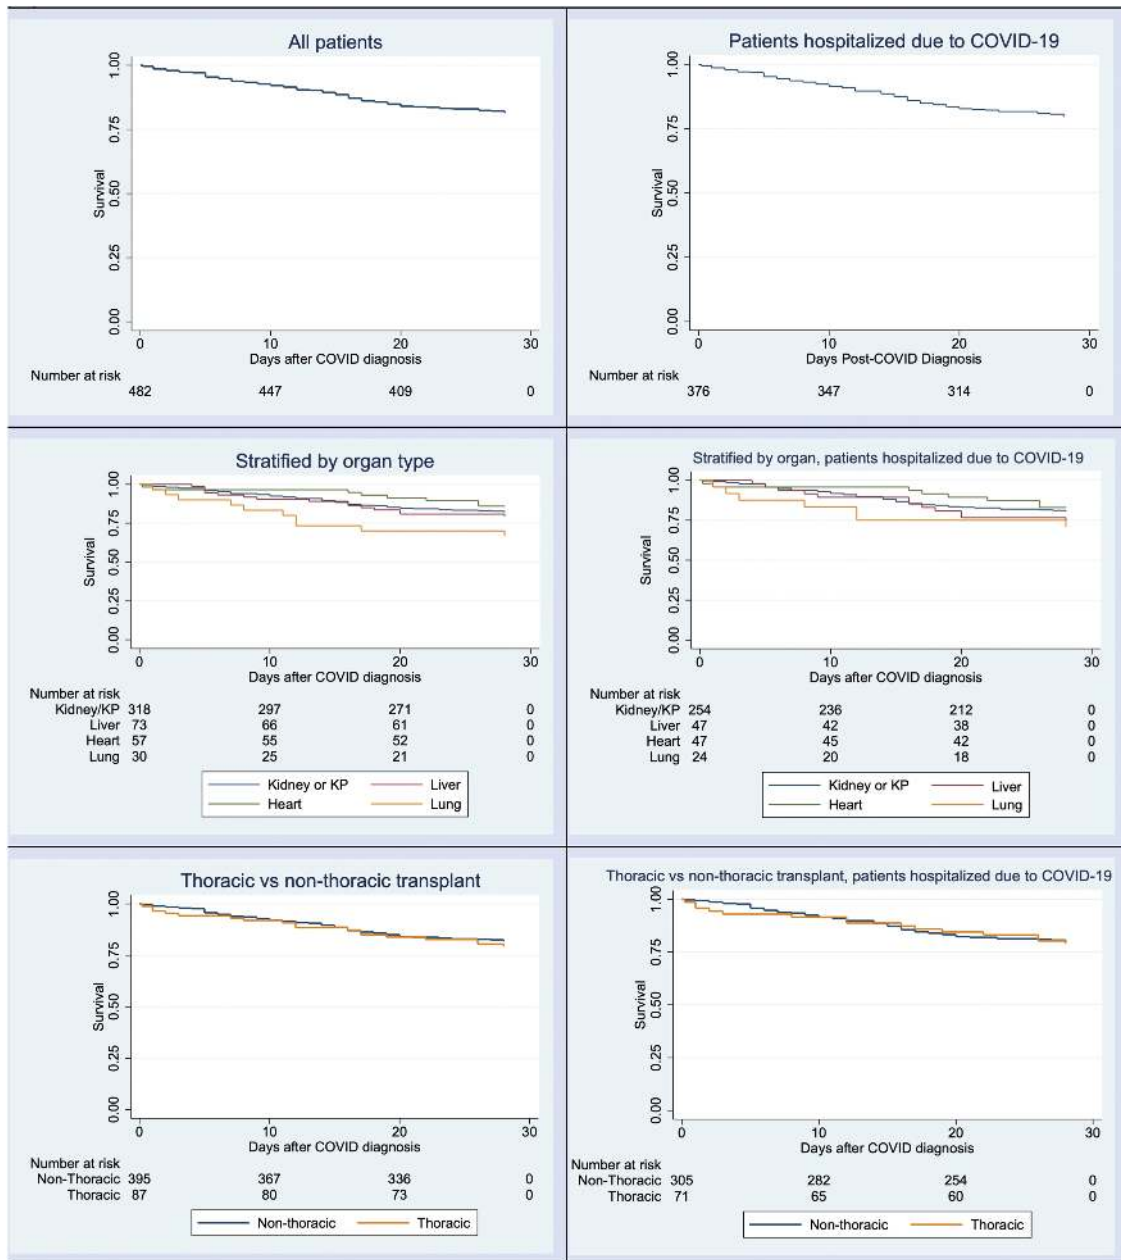 All patients
1.00
0.75
0.50
0.25
0.00
Survival
0 10 20 30
Days after COVID diagnosis
Number at risk
482 447 409 0
Patients hospitalized due to COVID-19
1.00
0.75
0.50
0.25
0.00
Survival
0 10 20 30
Days Post-COVID Diagnosis
Number at risk
376 347 314 0
Stratified by organ type
1.00
0.75
0.50
0.25
0.00
Survival
0 10 20 30
Days after COVID diagnosis
Number at risk
Kidney/KP 318 297 271 0
Liver 73 66 61 0
Heart 57 55 52 0
Lung 30 25 21 0
Kidney or KP Liver
Heart Lung
Stratified by organ, patients hospitalized due to COVID-19
1.00
0.75
0.50
0.25
0.00
Survival
0 10 20 30
Days after COVID diagnosis
Number at risk
Kidney/KP 254 236 212 0
Liver 47 42 38 0
Heart 47 45 42 0
Lung 24 20 18 0
Kidney or KP Liver
Heart Lung
Thoracic vs non-thoracic transplant
1.00
0.75
0.50
0.25
0.00
Survival
0 10 20 30
Days after COVID diagnosis
Number at risk
Non-Thoracic 395 367 336 0
Thoracic 87 80 73 0
Non-thoracic Thoracic
Thoracic vs non-thoracic transplant, patients hospitalized due to COVID-19
1.00
0.75
0.50
0.25
0.00
Survival
0 10 20 30
Days after COVID diagnosis
Number at risk
Non-Thoracic 305 282 254 0
Thoracic 71 65 60 0
Non-thoracic Thoracic